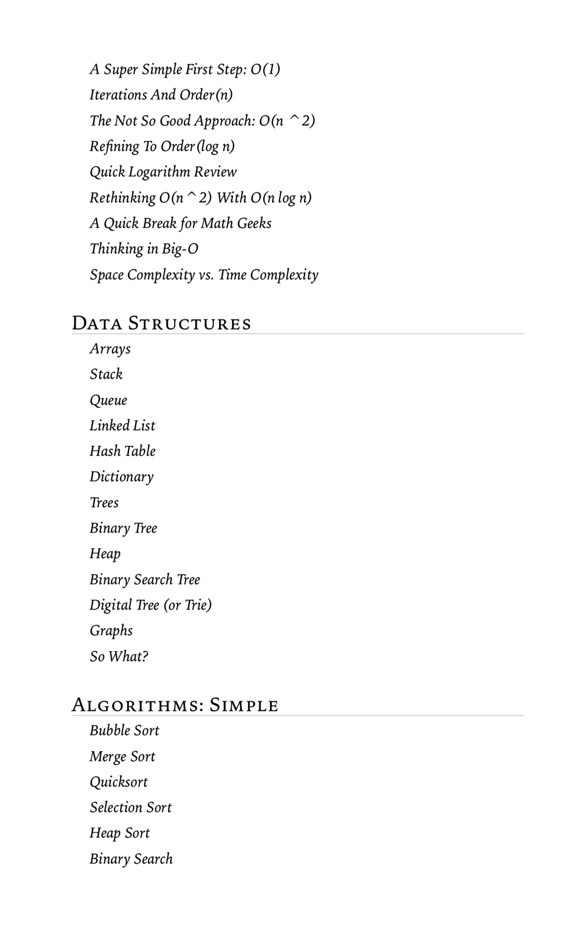 A Super Simple First Step: O(1)
Iterations And Order(n)
The Not So Good Approach: O(n ^ 2)
Refining To Order(log n)
Quick Logarithm Review
Rethinking O(n ^ 2) With O(n log n)
A Quick Break for Math Geeks
Thinking in Big-O
Space Complexity vs. Time Complexity
DATA STRUCTURES
Arrays
Stack
Queue
Linked List
Hash Table
Dictionary
Trees
Binary Tree
Heap
Binary Search Tree
Digital Tree (or Trie)
Graphs
So What?
ALGORITHMS: SIMPLE
Bubble Sort
Merge Sort
Quicksort
Selection Sort
Heap Sort
Binary Search